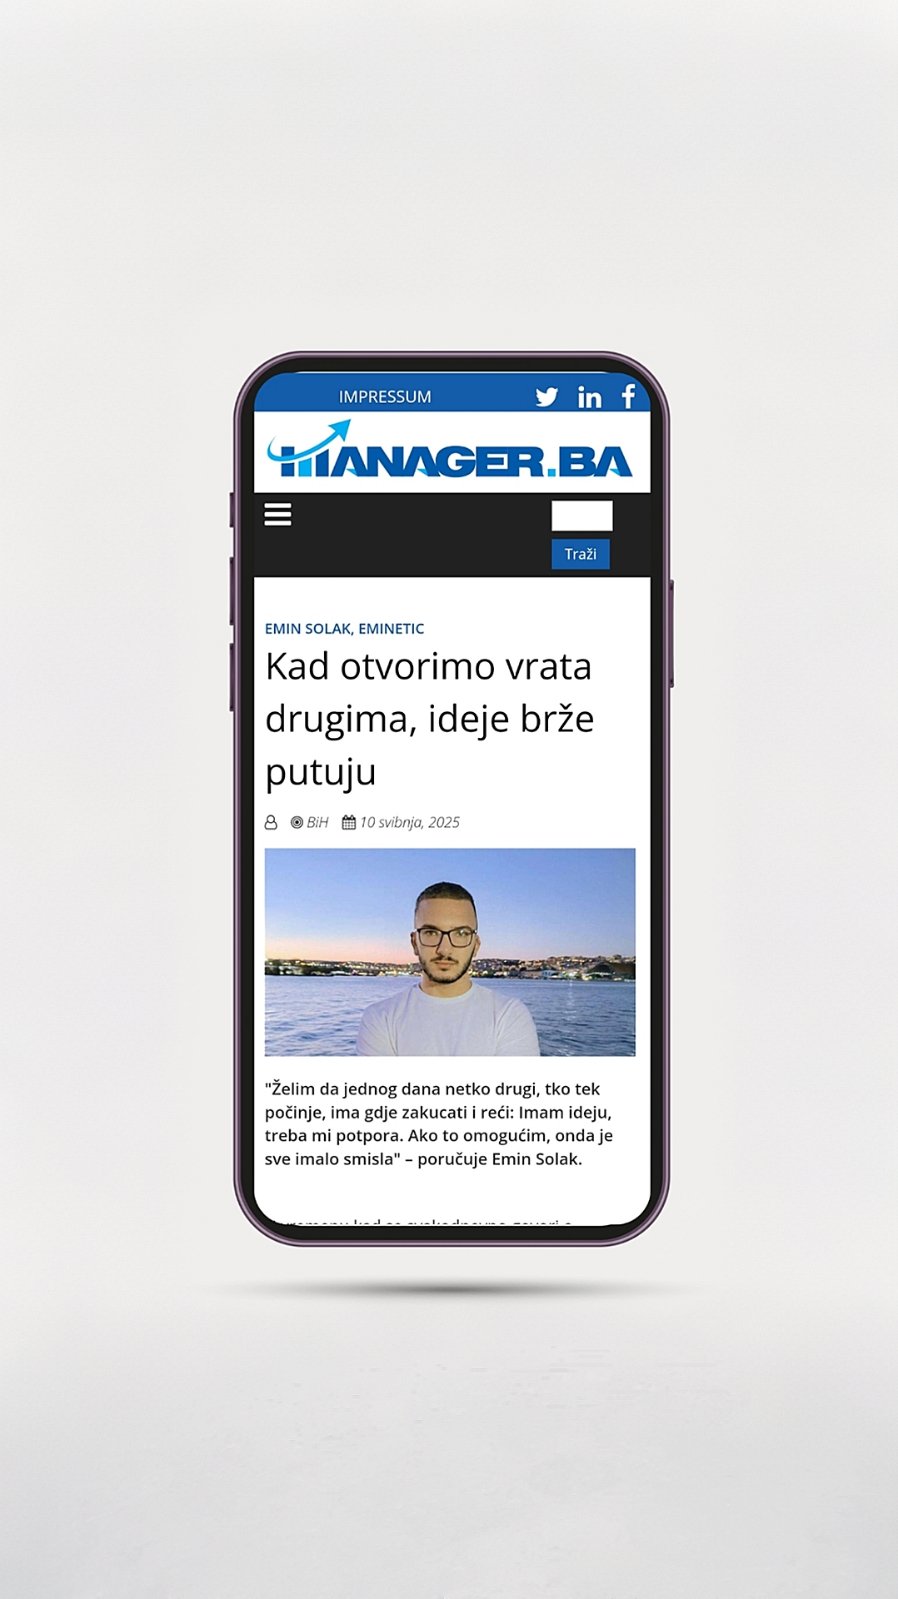 IMPRESSUM
MANAGER.BA
Traži
EMIN SOLAK, EMINETIC
Kad otvorimo vrata
drugima, ideje brže
putuju
BiH 10 svibnja, 2025
"Želim da jednog dana netko drugi, tko tek
počinje, ima gdje zakucati i reći: Imam ideju,
treba mi potpora. Ako to omogućim, onda je
sve imalo smisla" – poručuje Emin Solak.